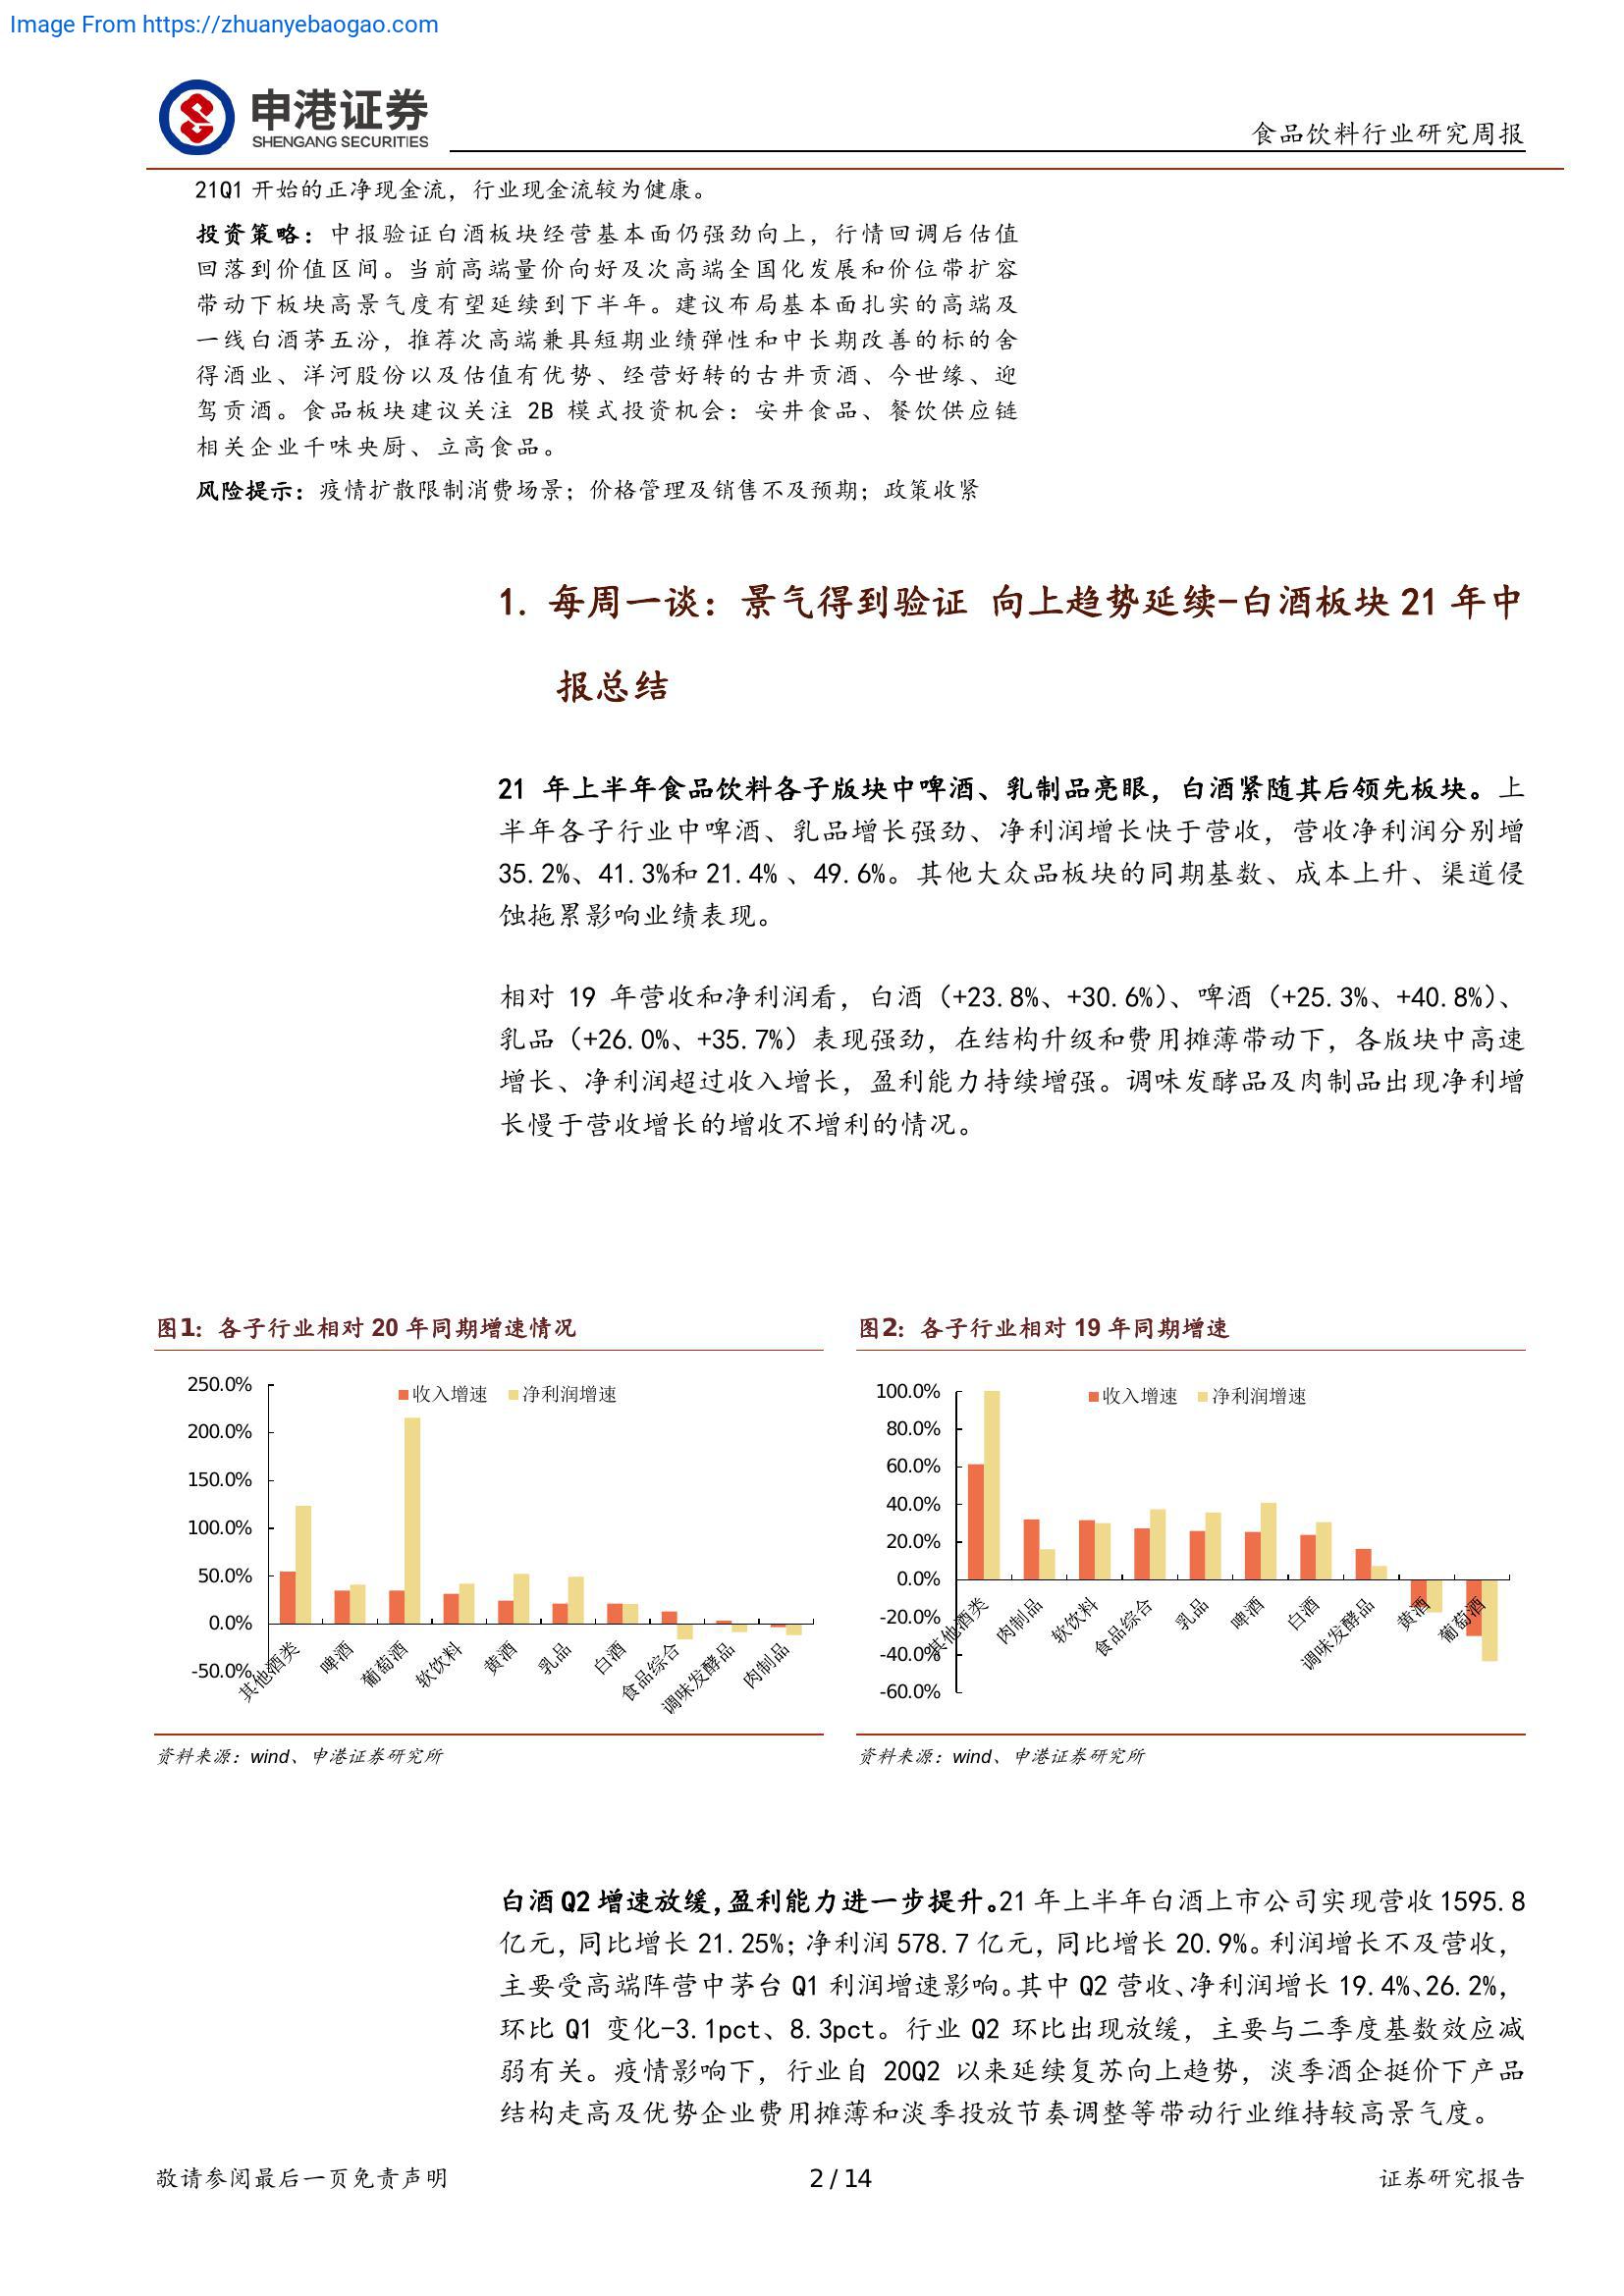 Image From https://zhuanyebaogao.com
申港证券
SHENGANG SECURITIES
食品饮料行业研究周报
21Q1 开始的正净现金流，行业现金流较为健康。
投资策略：中报验证白酒板块经营基本面仍强劲向上，行情回调后估值
回落到价值区间。当前高端量价向好及次高端全国化发展和价位带扩容
带动下板块高景气度有望延续到下半年。建议布局基本面扎实的高端及
一线白酒茅五汾，推荐次高端兼具短期业绩弹性和中长期改善的标的舍
得酒业、洋河股份以及估值有优势、经营好转的古井贡酒、今世缘、迎
驾贡酒。食品板块建议关注 2B 模式投资机会：安井食品、餐饮供应链
相关企业千味央厨、立高食品。
风险提示：疫情扩散限制消费场景；价格管理及销售不及预期；政策收紧
1. 每周一谈：景气得到验证 向上趋势延续-白酒板块 21 年中
报总结
21 年上半年食品饮料各子版块中啤酒、乳制品亮眼，白酒紧随其后领先板块。上
半年各子行业中啤酒、乳品增长强劲、净利润增长快于营收，营收净利润分别增
35.2%、41.3%和 21.4% 、49.6%。其他大众品板块的同期基数、成本上升、渠道侵
蚀拖累影响业绩表现。
相对 19 年营收和净利润看，白酒（+23.8%、+30.6%）、啤酒（+25.3%、+40.8%）、
乳品（+26.0%、+35.7%）表现强劲，在结构升级和费用摊薄带动下，各版块中高速
增长、净利润超过收入增长，盈利能力持续增强。调味发酵品及肉制品出现净利增
长慢于营收增长的增收不增利的情况。
图1：各子行业相对 20 年同期增速情况
250.0%
200.0%
150.0%
100.0%
50.0%
0.0%
-50.0%
收入增速 净利润增速
其他酒类 啤酒 葡萄酒 软饮料 黄酒 乳品 白酒 食品综合 调味发酵品 肉制品
资料来源：wind、申港证券研究所
图2：各子行业相对 19 年同期增速
100.0%
80.0%
60.0%
40.0%
20.0%
0.0%
-20.0%
-40.0%
-60.0%
收入增速 净利润增速
其他酒类 肉制品 软饮料 食品综合 乳品 啤酒 白酒 调味发酵品 黄酒 葡萄酒
资料来源：wind、申港证券研究所
白酒 Q2 增速放缓，盈利能力进一步提升。21 年上半年白酒上市公司实现营收 1595.8
亿元，同比增长 21.25%；净利润 578.7 亿元，同比增长 20.9%。利润增长不及营收，
主要受高端阵营中茅台 Q1 利润增速影响。其中 Q2 营收、净利润增长 19.4%、26.2%，
环比 Q1 变化-3.1pct、8.3pct。行业 Q2 环比出现放缓，主要与二季度基数效应减
弱有关。疫情影响下，行业自 20Q2 以来延续复苏向上趋势，淡季酒企挺价下产品
结构走高及优势企业费用摊薄和淡季投放节奏调整等带动行业维持较高景气度。
敬请参阅最后一页免责声明
2 / 14
证券研究报告